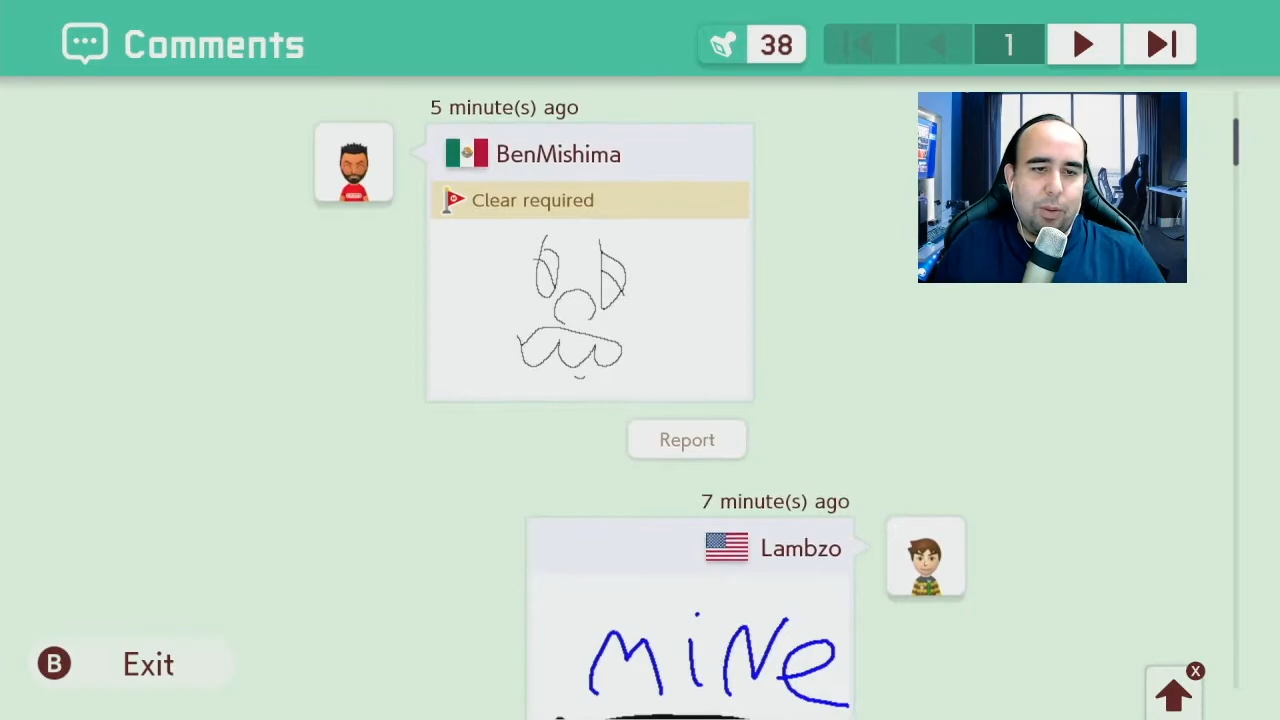 Comments
38
1
5 minute(s) ago
BenMishima
Clear required
Report
7 minute(s) ago
Lambzo
MiNe
B Exit
X